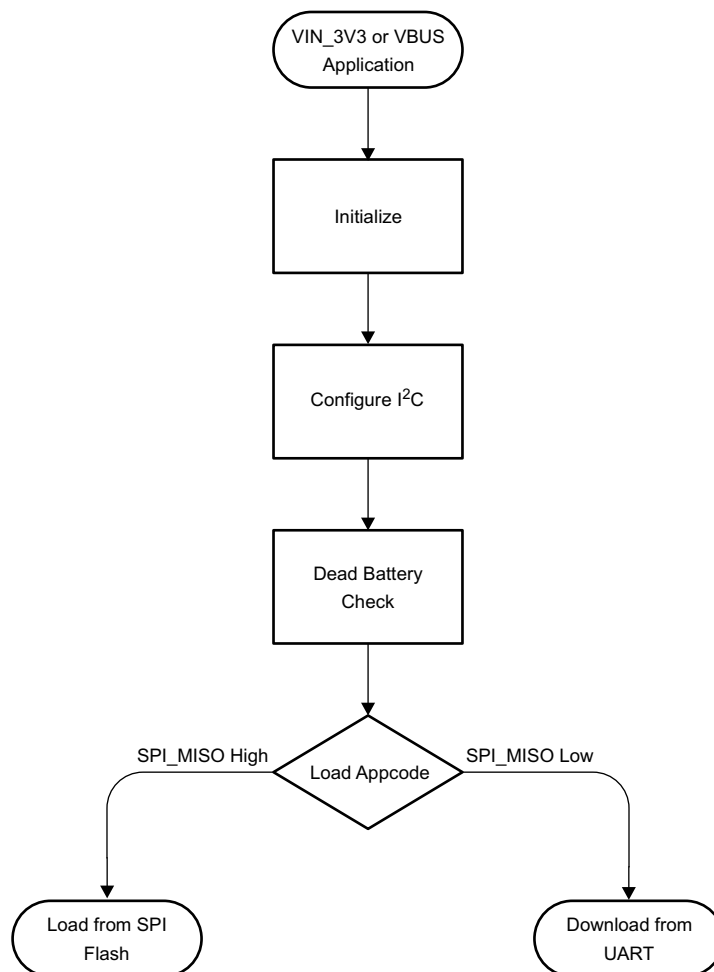 VIN_3V3 or VBUS
Application
Initialize
Configure I²C
Dead Battery
Check
SPI_MISO High
Load Appcode
SPI_MISO Low
Load from SPI
Flash
Download from
UART